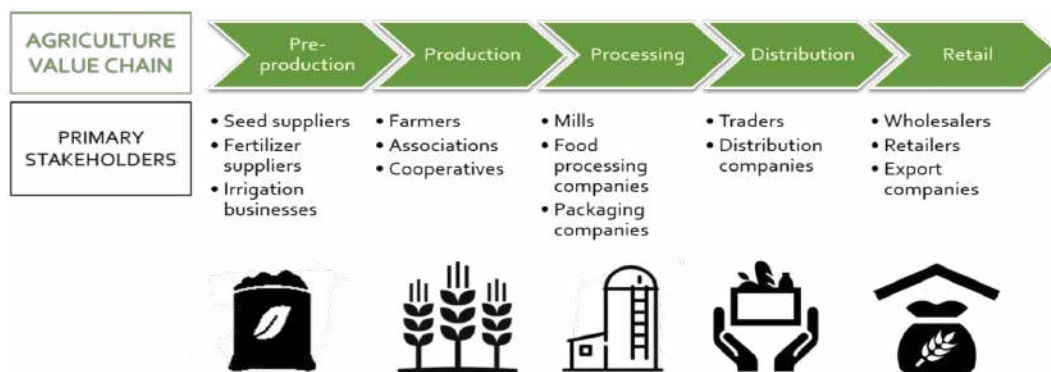 AGRICULTURE
VALUE CHAIN
Pre-
production
Production
Processing
Distribution
Retail
PRIMARY
STAKEHOLDERS
• Seed suppliers
• Fertilizer
suppliers
• Irrigation
businesses
• Farmers
• Associations
• Cooperatives
• Mills
• Food
processing
companies
• Packaging
companies
• Traders
• Distribution
companies
• Wholesalers
• Retailers
• Export
companies